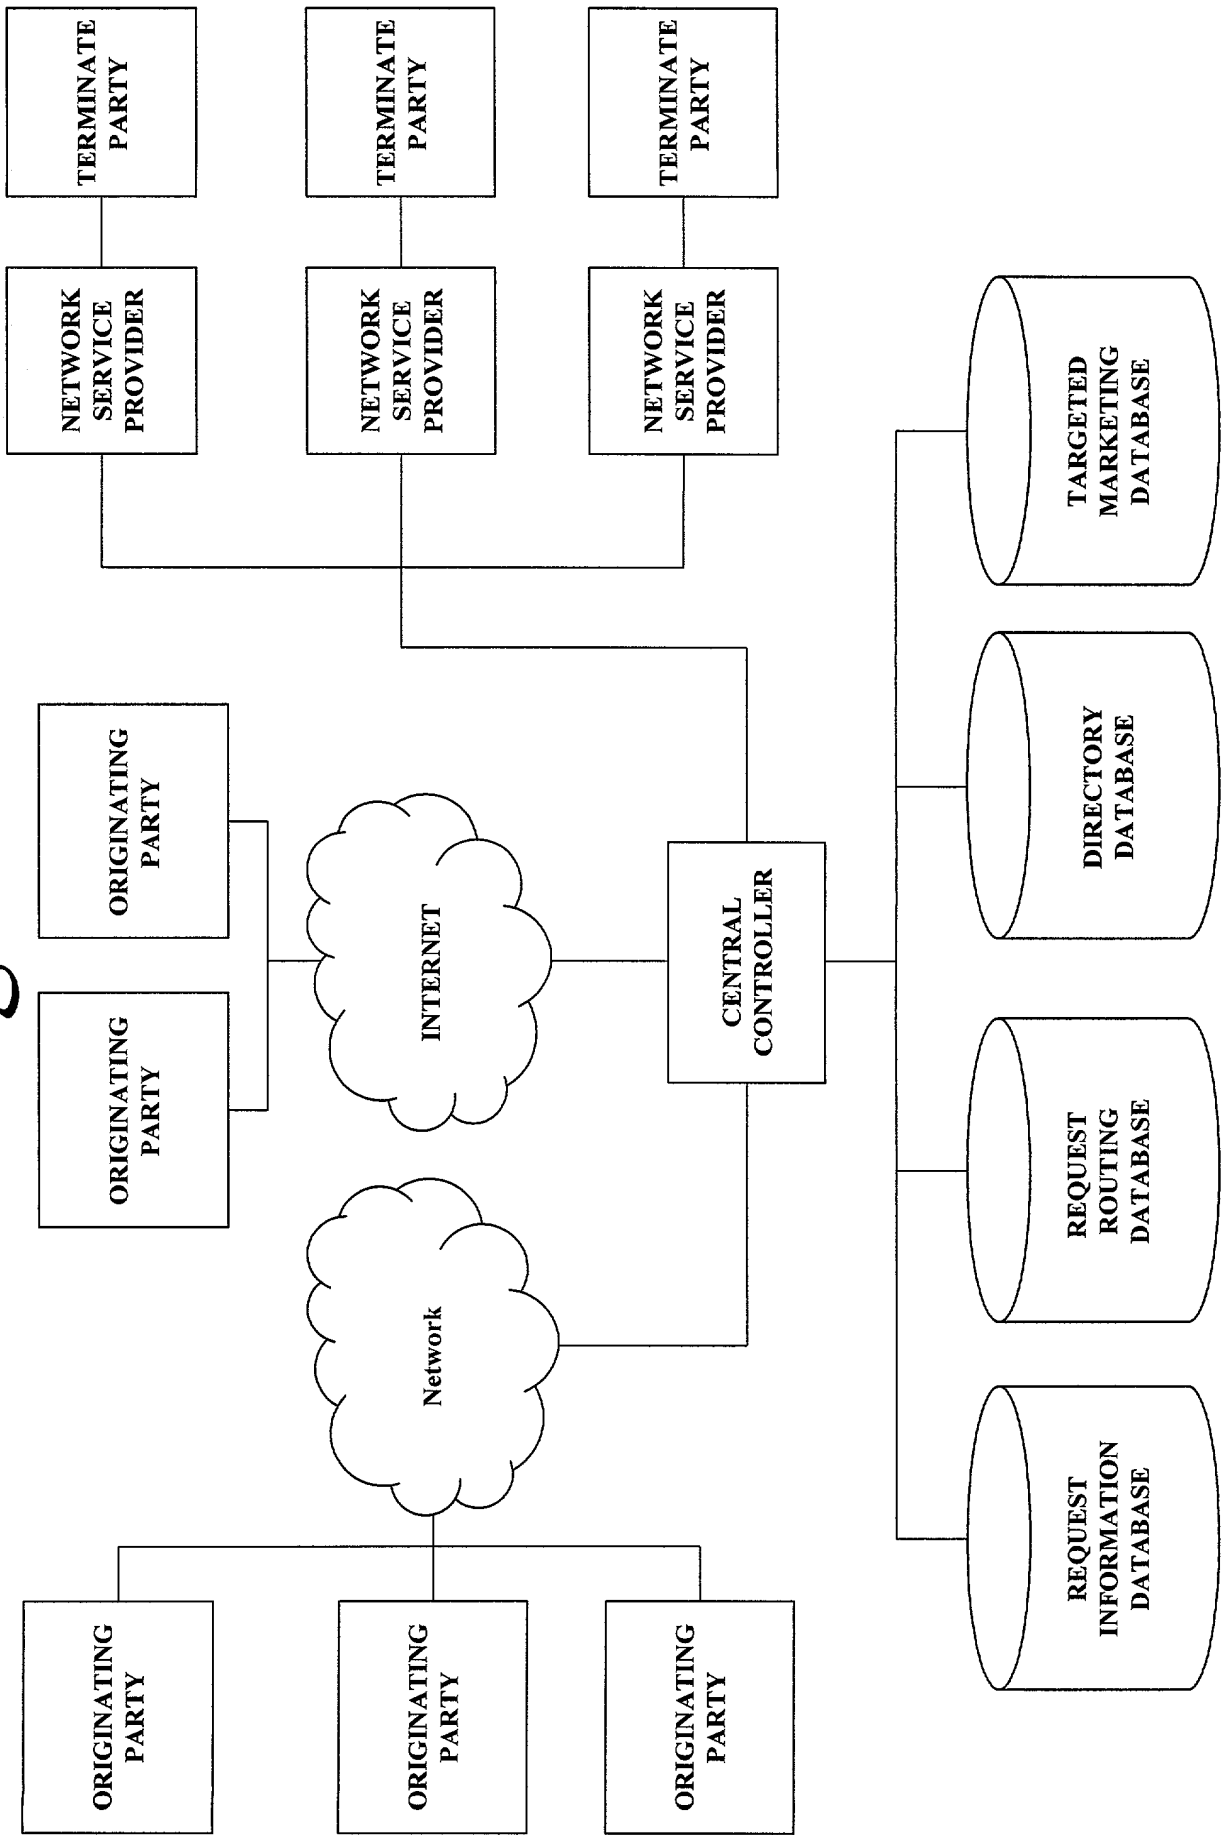 ORIGINATING
PARTY
ORIGINATING
PARTY
ORIGINATING
PARTY
ORIGINATING
PARTY
ORIGINATING
PARTY
Network
INTERNET
CENTRAL
CONTROLLER
NETWORK
SERVICE
PROVIDER
TERMINATE
PARTY
NETWORK
SERVICE
PROVIDER
TERMINATE
PARTY
NETWORK
SERVICE
PROVIDER
TERMINATE
PARTY
REQUEST
INFORMATION
DATABASE
REQUEST
ROUTING
DATABASE
DIRECTORY
DATABASE
TARGETED
MARKETING
DATABASE